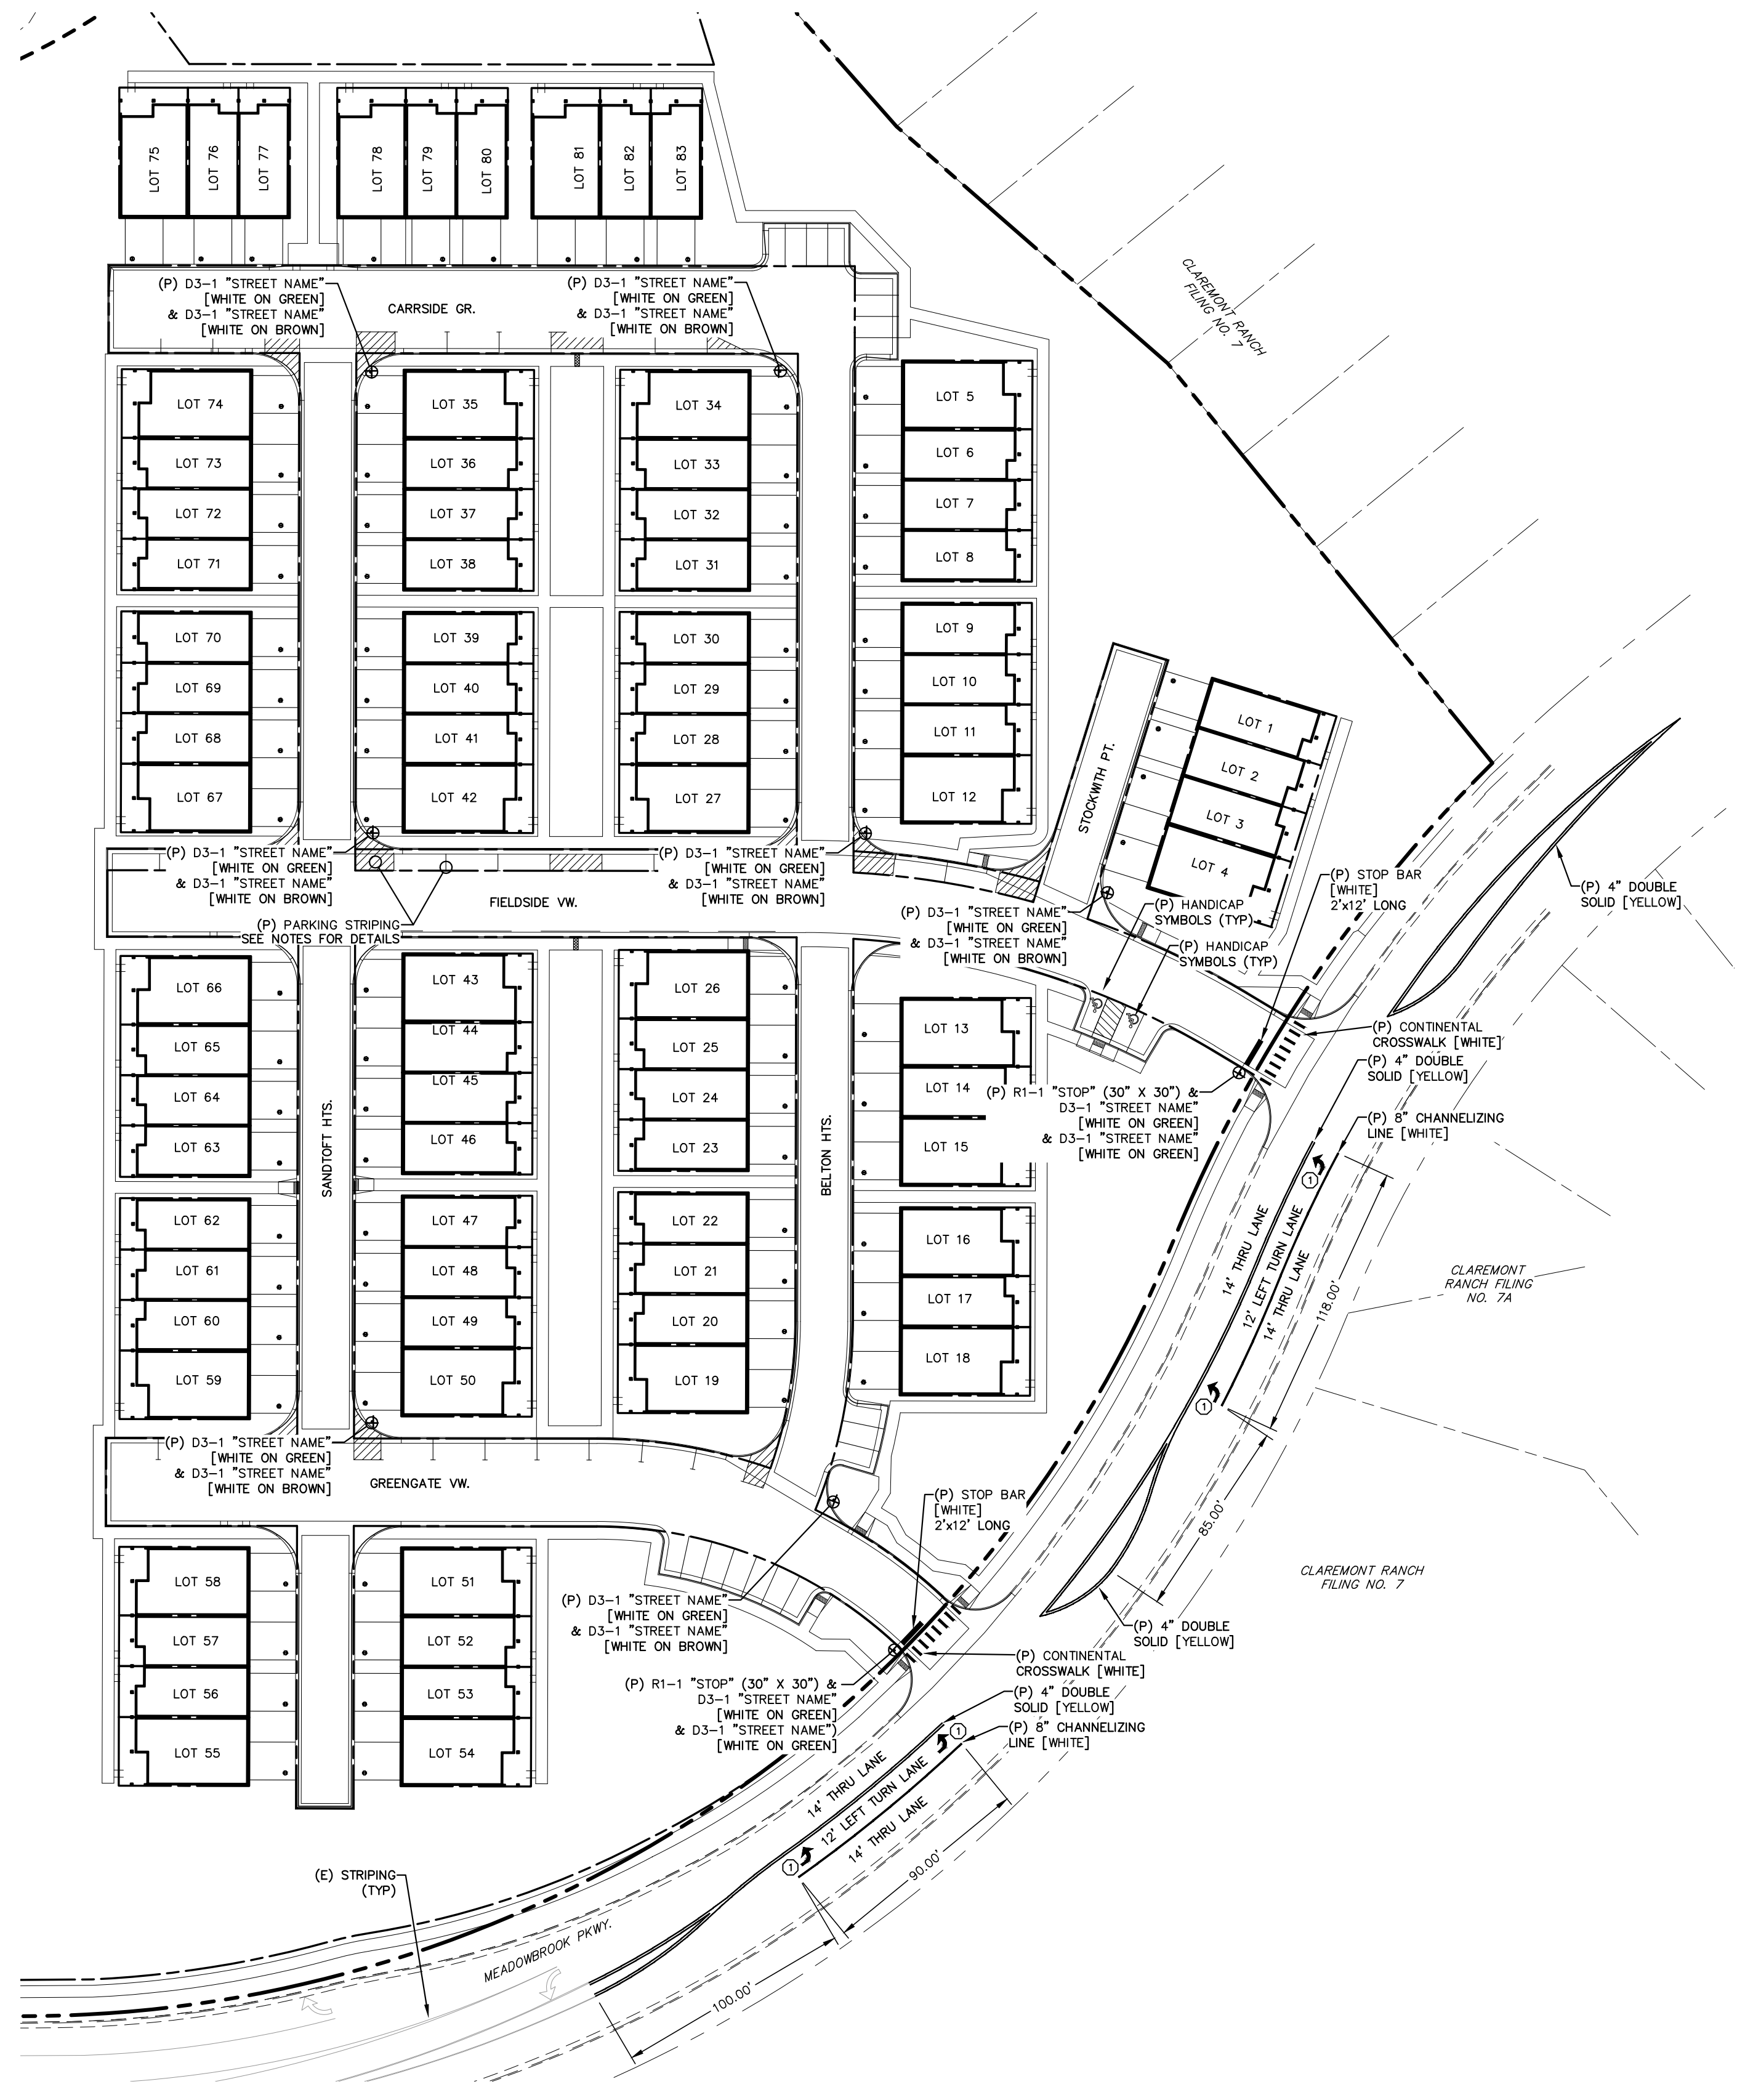 LOT 75
LOT 76
LOT 77
LOT 78
LOT 79
LOT 80
LOT 81
LOT 82
LOT 83
CLAREMONT RANCH
FILING NO. 7
(P) D3-1 "STREET NAME"
[WHITE ON GREEN]
& D3-1 "STREET NAME"
[WHITE ON BROWN]
CARRSIDE GR.
(P) D3-1 "STREET NAME"
[WHITE ON GREEN]
& D3-1 "STREET NAME"
[WHITE ON BROWN]
LOT 74
LOT 73
LOT 72
LOT 71
LOT 70
LOT 69
LOT 68
LOT 67
LOT 35
LOT 36
LOT 37
LOT 38
LOT 39
LOT 40
LOT 41
LOT 42
LOT 34
LOT 33
LOT 32
LOT 31
LOT 30
LOT 29
LOT 28
LOT 27
LOT 5
LOT 6
LOT 7
LOT 8
LOT 9
LOT 10
LOT 11
LOT 12
STOCKWITH PT.
LOT 1
LOT 2
LOT 3
LOT 4
(P) D3-1 "STREET NAME"
[WHITE ON GREEN]
& D3-1 "STREET NAME"
[WHITE ON BROWN]
(P) PARKING STRIPING
SEE NOTES FOR DETAILS
FIELDSIDE VW.
(P) D3-1 "STREET NAME"
[WHITE ON GREEN]
& D3-1 "STREET NAME"
[WHITE ON BROWN]
(P) D3-1 "STREET NAME"
[WHITE ON GREEN]
& D3-1 "STREET NAME"
[WHITE ON BROWN]
(P) HANDICAP
SYMBOLS (TYP)
(P) HANDICAP
SYMBOLS (TYP)
(P) STOP BAR
[WHITE]
2'x12' LONG
(P) 4" DOUBLE
SOLID [YELLOW]
(P) CONTINENTAL
CROSSWALK [WHITE]
(P) 4" DOUBLE
SOLID [YELLOW]
(P) 8" CHANNELIZING
LINE [WHITE]
(P) R1-1 "STOP" (30" X 30") &
D3-1 "STREET NAME"
[WHITE ON GREEN]
& D3-1 "STREET NAME"
[WHITE ON GREEN]
LOT 66
LOT 65
LOT 64
LOT 63
LOT 62
LOT 61
LOT 60
LOT 59
SANDTOFT HTS.
LOT 43
LOT 44
LOT 45
LOT 46
LOT 47
LOT 48
LOT 49
LOT 50
LOT 26
LOT 25
LOT 24
LOT 23
LOT 22
LOT 21
LOT 20
LOT 19
BELTON HTS.
LOT 13
LOT 14
LOT 15
LOT 16
LOT 17
LOT 18
1
14' THRU LANE
12' LEFT TURN LANE
14' THRU LANE
118.00'
1
85.00'
CLAREMONT
RANCH FILING
NO. 7A
CLAREMONT RANCH
FILING NO. 7
(P) D3-1 "STREET NAME"
[WHITE ON GREEN]
& D3-1 "STREET NAME"
[WHITE ON BROWN]
GREENGATE VW.
(P) STOP BAR
[WHITE]
2'x12' LONG
(P) D3-1 "STREET NAME"
[WHITE ON GREEN]
& D3-1 "STREET NAME"
[WHITE ON BROWN]
(P) 4" DOUBLE
SOLID [YELLOW]
(P) CONTINENTAL
CROSSWALK [WHITE]
(P) R1-1 "STOP" (30" X 30") &
D3-1 "STREET NAME"
[WHITE ON GREEN]
& D3-1 "STREET NAME")
[WHITE ON GREEN]
(P) 4" DOUBLE
SOLID [YELLOW]
(P) 8" CHANNELIZING
LINE [WHITE]
LOT 58
LOT 57
LOT 56
LOT 55
LOT 51
LOT 52
LOT 53
LOT 54
1
14' THRU LANE
12' LEFT TURN LANE
14' THRU LANE
1
90.00'
100.00'
(E) STRIPING
(TYP)
MEADOWBROOK PKWY.